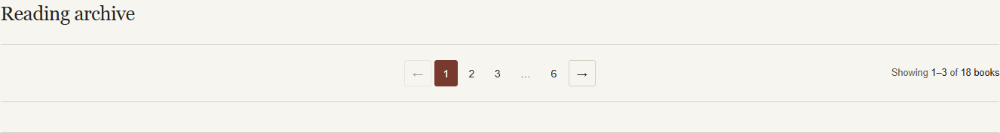 Reading archive
← 1 2 3 … 6 → Showing 1–3 of 18 books